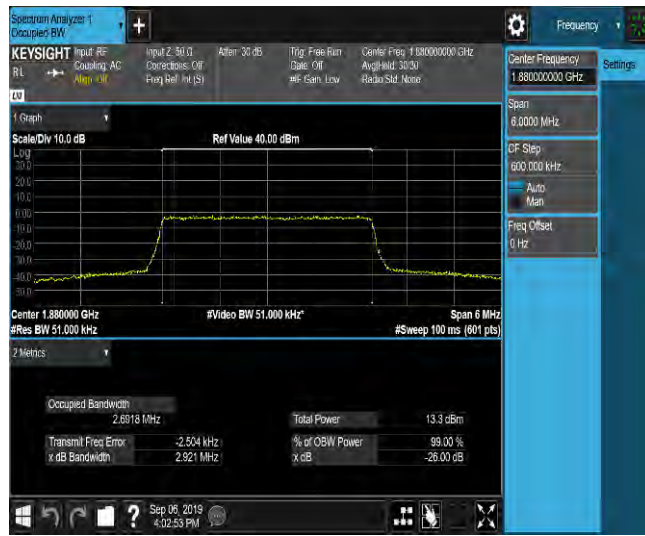 Spectrum Analyzer 1
Occupied BW
Frequency
KEYSIGHT
RL
Input: RF
Coupling: AC
Align: Off
Input Z: 50 Ω
Corrections: Off
Freq Ref: Int (S)
Atten: 30 dB
Trig: Free Run
Gate: Off
#IF Gain: Low
Center Freq: 1.880000000 GHz
Avg|Hold: 30/30
Radio Std: None
LXI
1 Graph
Scale/Div 10.0 dB
Ref Value 40.00 dBm
Log
30.0
20.0
10.0
0.00
-10.0
-20.0
-30.0
-40.0
-50.0
Center 1.880000 GHz
#Video BW 51.000 kHz*
Span 6 MHz
#Res BW 51.000 kHz
#Sweep 100 ms (601 pts)
2 Metrics
Occupied Bandwidth
2.6918 MHz
Total Power
13.3 dBm
Transmit Freq Error
-2.504 kHz
% of OBW Power
99.00 %
x dB Bandwidth
2.921 MHz
x dB
-26.00 dB
Sep 06, 2019
4:02:53 PM
Center Frequency
1.880000000 GHz
Settings
Span
6.0000 MHz
CF Step
600.000 kHz
Auto
Man
Freq Offset
0 Hz